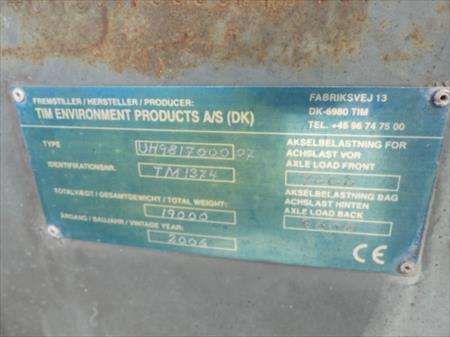 FREMSTILLER / HERSTELLER / PRODUCER:
TIM ENVIRONMENT PRODUCTS A/S (DK)
FABRIKSVEJ 13
DK-6980 TIM
TEL. +45 96 74 75 00
TYPE
UH9817000 07
IDENTIFIKATIONSNR.
TM1374
TOTALVÆGT / GESAMTGEWICHT / TOTAL WEIGHT:
19000
ÅRGANG / BAUJAHR / VINTAGE YEAR:
2006
AKSELBELASTNING FOR
ACHSLAST VOR
AXLE LOAD FRONT
AKSELBELASTNING BAG
ACHSLAST HINTEN
AXLE LOAD BACK
CE